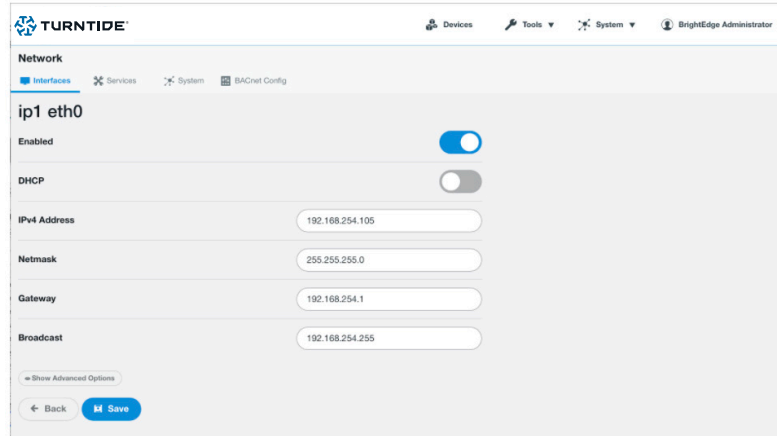 TURNTIDE
Devices Tools ▼ System ▼ BrightEdge Administrator
Network
Interfaces Services System BACnet Config
ip1 eth0
Enabled
DHCP
IPv4 Address 192.168.254.105
Netmask 255.255.255.0
Gateway 192.168.254.1
Broadcast 192.168.254.255
Show Advanced Options
← Back Save